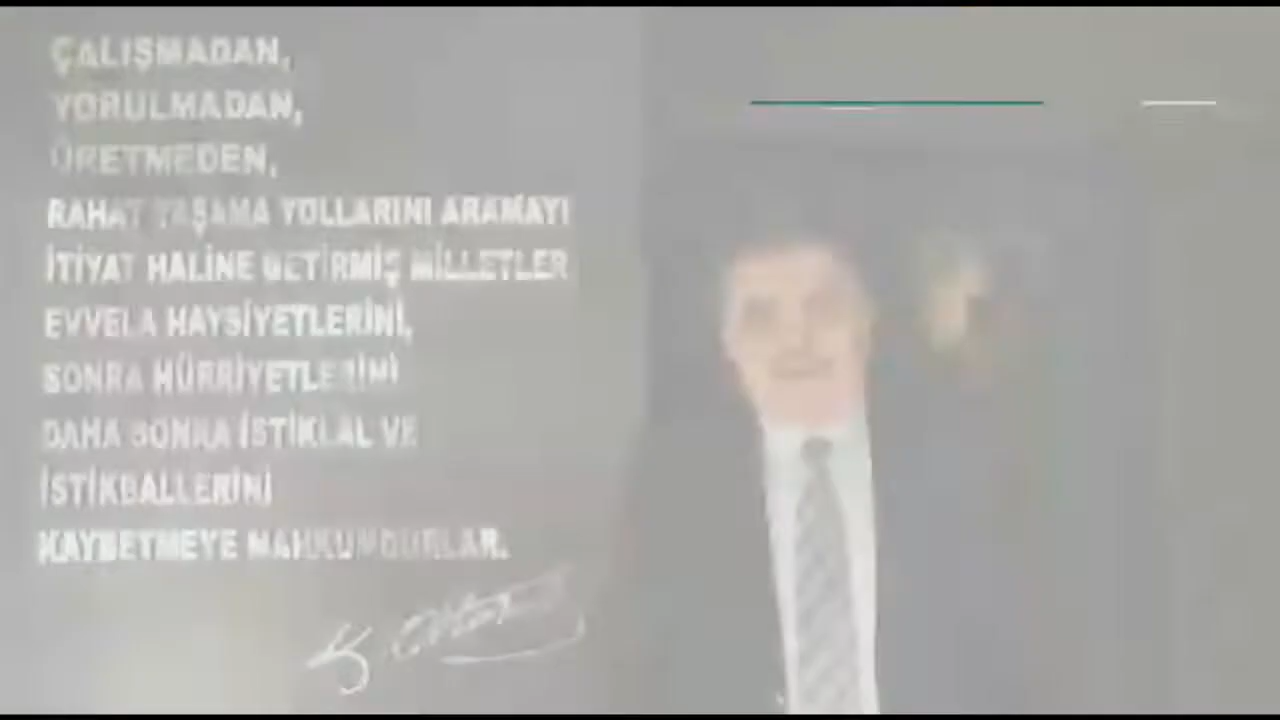 ÇALIŞMADAN,
YORULMADAN,
ÜRETMEDEN,
RAHAT YAŞAMA YOLLARINI ARAMAYI
İTİYAT HALİNE GETİRMİŞ MİLLETLER
EVVELA HAYSİYETLERİNİ,
SONRA HÜRRİYETLERİNİ
DAHA SONRA İSTİKLAL VE
İSTİKBALLERİNİ
KAYBETMEYE MAHKUMDURLAR.